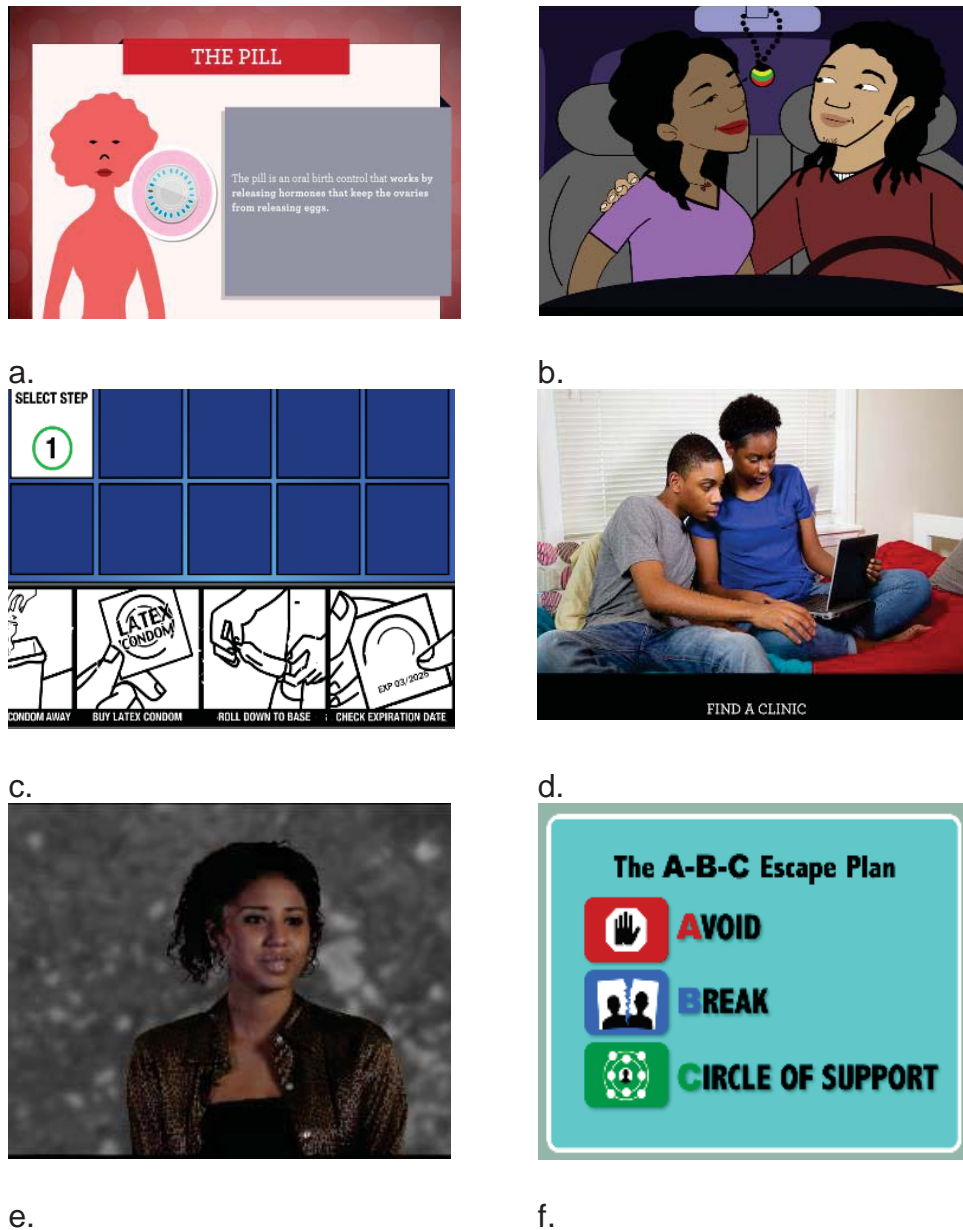 THE PILL
The pill is an oral birth control that works by
releasing hormones that keep the ovaries
from releasing eggs.
a.
b.
SELECT STEP
1
LATEX
CONDOM
EXP 03/2025
CONDOM AWAY
BUY LATEX CONDOM
ROLL DOWN TO BASE
CHECK EXPIRATION DATE
FIND A CLINIC
c.
d.
The A-B-C Escape Plan
AVOID
BREAK
CIRCLE OF SUPPORT
e.
f.